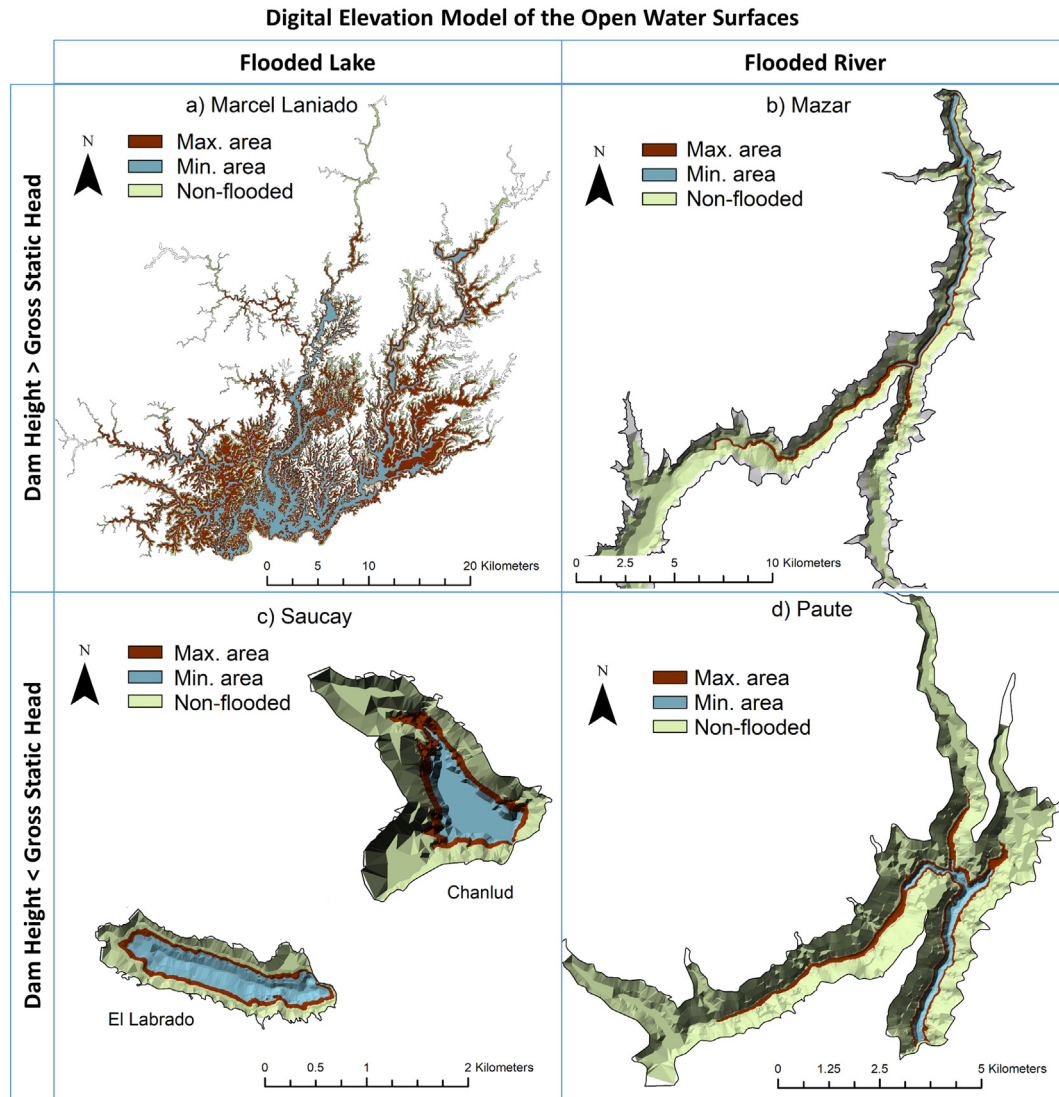 Digital Elevation Model of the Open Water Surfaces
Flooded Lake
Flooded River
Dam Height > Gross Static Head
a) Marcel Laniado
N
Max. area
Min. area
Non-flooded
0 5 10 20 Kilometers
b) Mazar
N
Max. area
Min. area
Non-flooded
0 2.5 5 10 Kilometers
Dam Height < Gross Static Head
c) Saucay
N
Max. area
Min. area
Non-flooded
Chanlud
El Labrado
0 0.5 1 2 Kilometers
d) Paute
N
Max. area
Min. area
Non-flooded
0 1.25 2.5 5 Kilometers